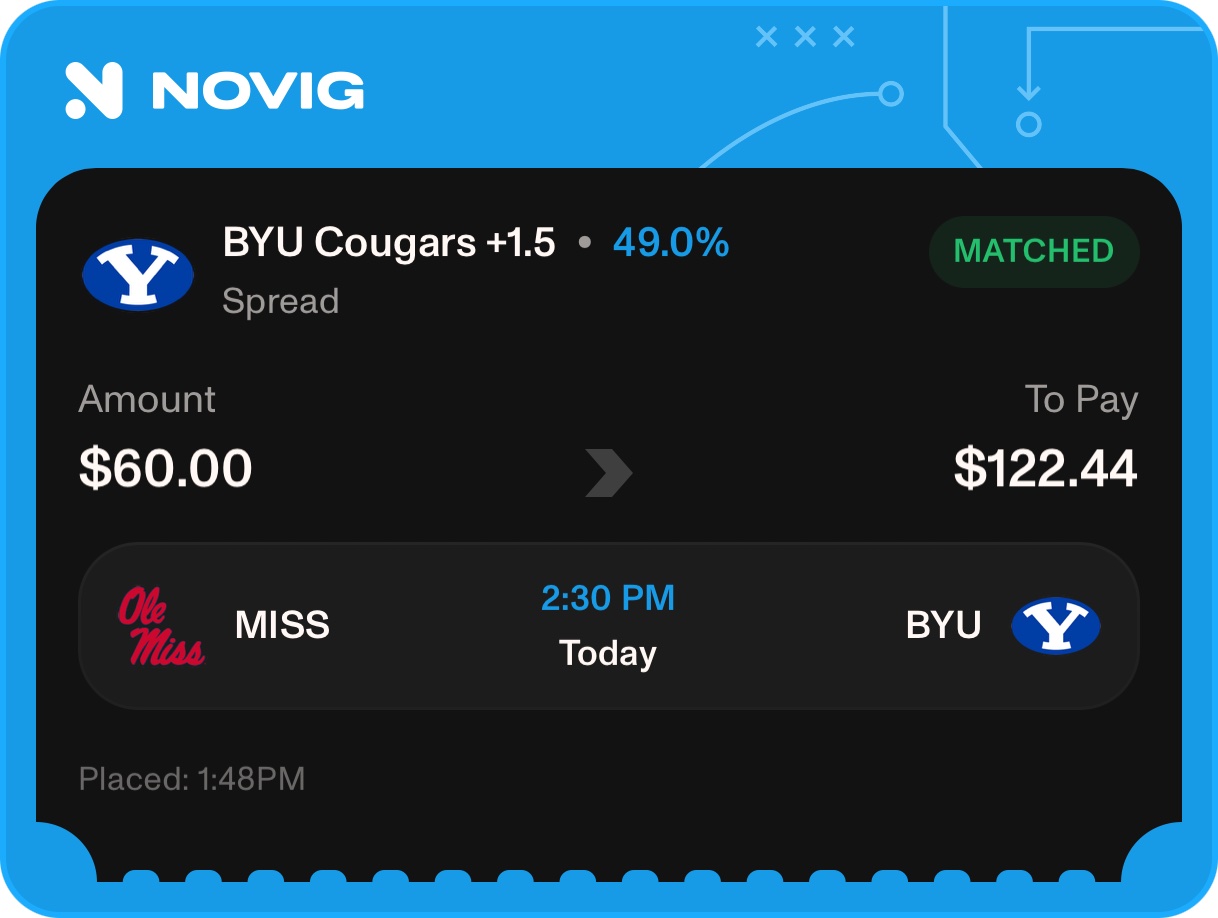 NOVIG
BYU Cougars +1.5 • 49.0%
MATCHED
Spread
Amount
To Pay
$60.00
$122.44
Ole Miss
MISS
2:30 PM
Today
BYU
Y
Placed: 1:48PM